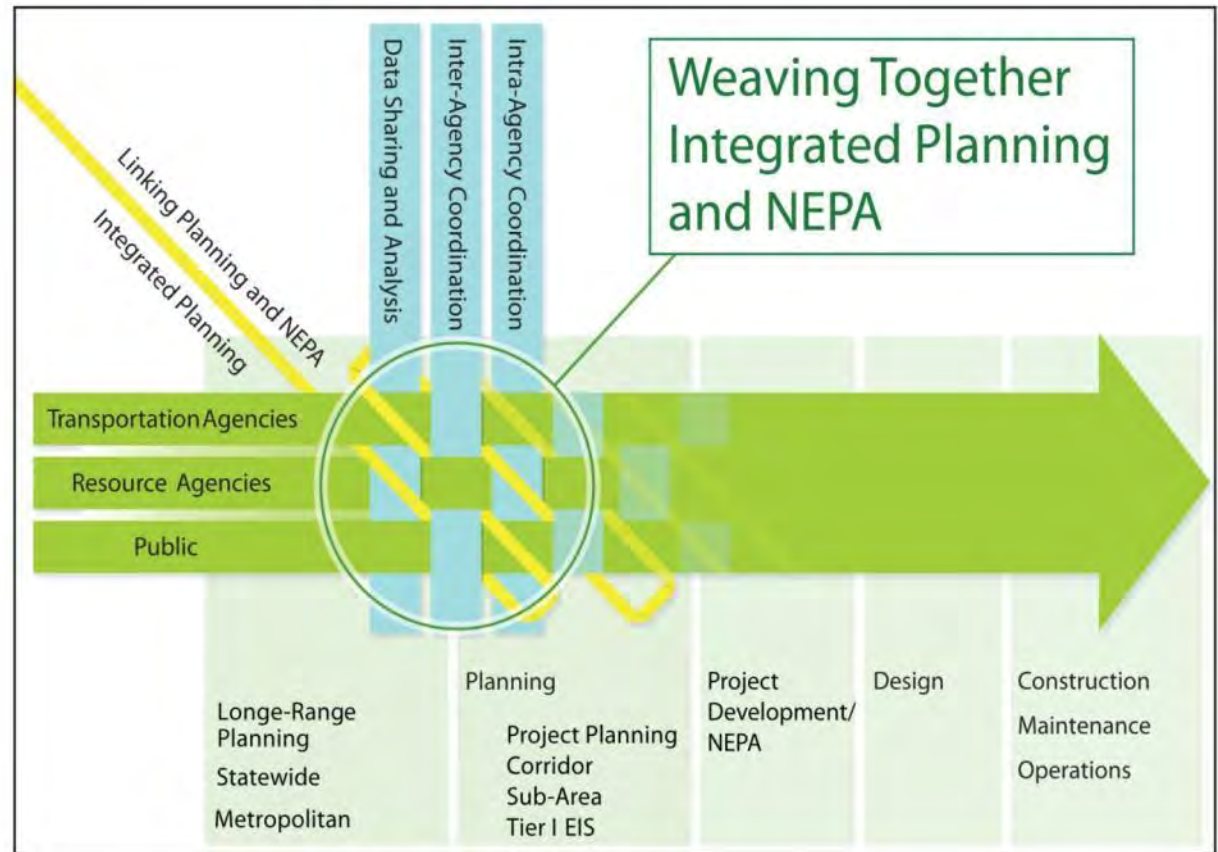 Weaving Together
Integrated Planning
and NEPA
Data Sharing and Analysis
Inter-Agency Coordination
Intra-Agency Coordination
Linking Planning and NEPA
Integrated Planning
Transportation Agencies
Resource Agencies
Public
Longe-Range
Planning
Statewide
Metropolitan
Planning
Project Planning
Corridor
Sub-Area
Tier I EIS
Project
Development/
NEPA
Design
Construction
Maintenance
Operations